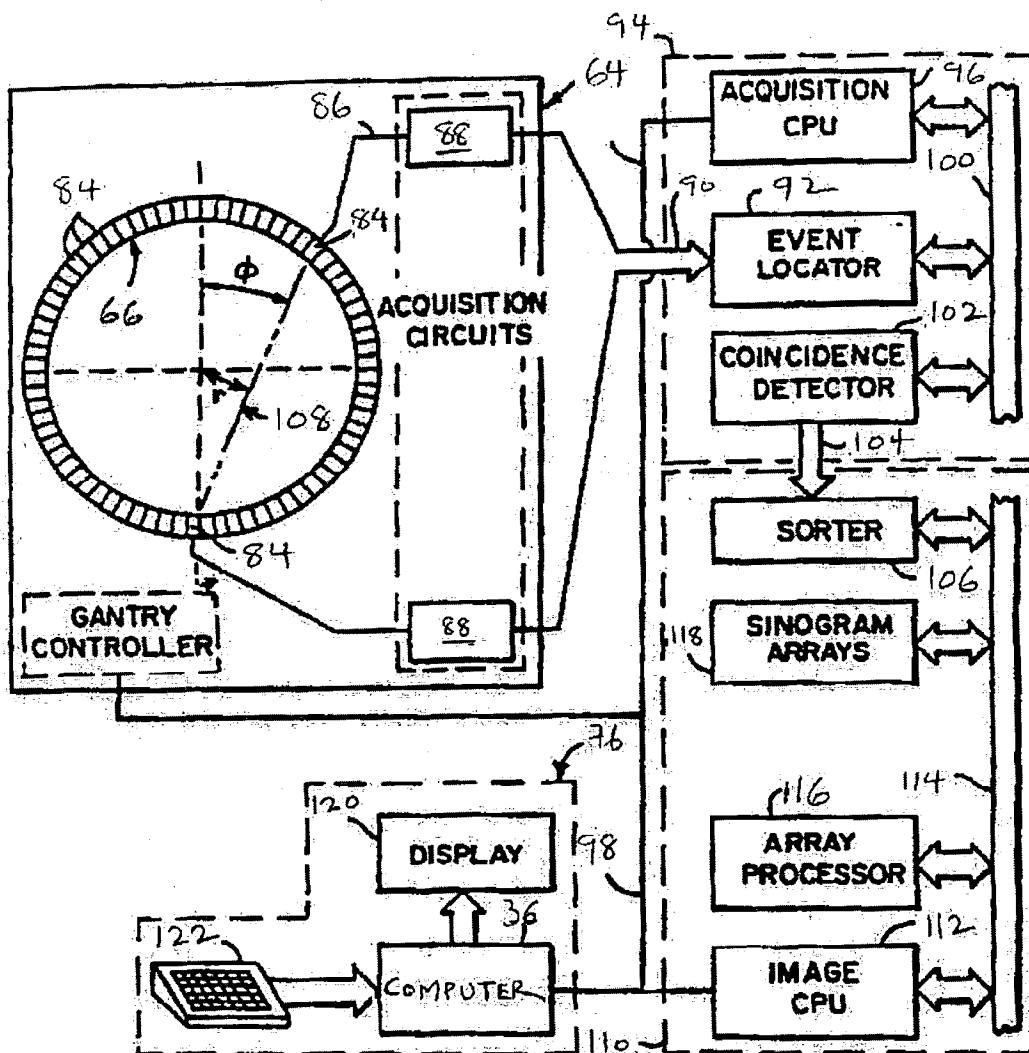 94
64
86
88
ACQUISITION
CPU
96
100
84
90
92
84
ϕ
EVENT
LOCATOR
66
ACQUISITION
CIRCUITS
102
r
COINCIDENCE
DETECTOR
108
104
84
SORTER
106
GANTRY
CONTROLLER
88
118
SINOGRAM
ARRAYS
76
120
116
114
DISPLAY
98
ARRAY
PROCESSOR
36
122
112
COMPUTER
IMAGE
CPU
110